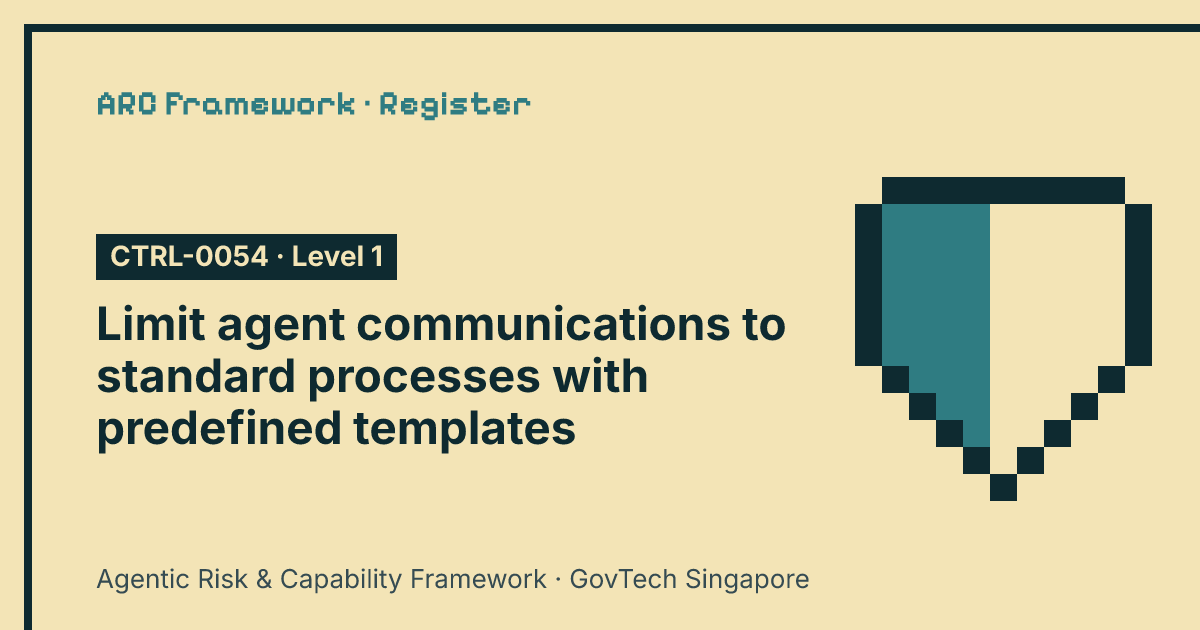 ARC Framework · Register
CTRL-0054 · Level 1
Limit agent communications to
standard processes with
predefined templates
Agentic Risk & Capability Framework · GovTech Singapore